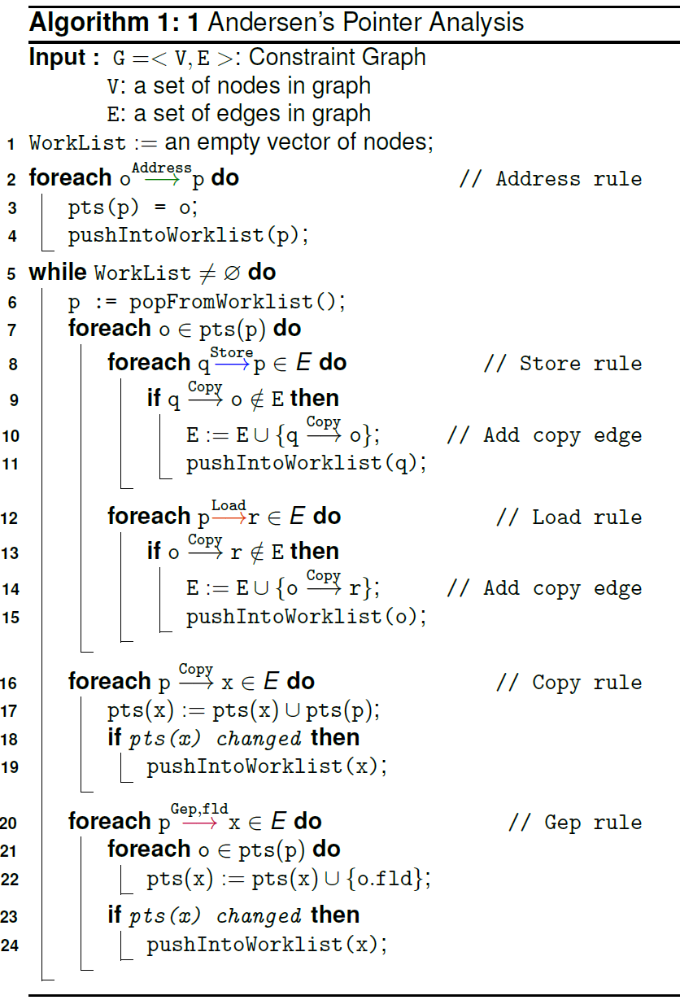 Algorithm 1: 1 Andersen's Pointer Analysis
Input : G =< V, E >: Constraint Graph
V: a set of nodes in graph
E: a set of edges in graph
1 WorkList := an empty vector of nodes;
2 foreach o Address⟶ p do // Address rule
3 pts(p) = o;
4 pushIntoWorklist(p);
5 while WorkList ≠ ∅ do
6 p := popFromWorklist();
7 foreach o ∈ pts(p) do
8 foreach q Store⟶ p ∈ E do // Store rule
9 if q Copy⟶ o ∉ E then
10 E := E ∪ {q Copy⟶ o}; // Add copy edge
11 pushIntoWorklist(q);
12 foreach p Load⟶ r ∈ E do // Load rule
13 if o Copy⟶ r ∉ E then
14 E := E ∪ {o Copy⟶ r}; // Add copy edge
15 pushIntoWorklist(o);
16 foreach p Copy⟶ x ∈ E do // Copy rule
17 pts(x) := pts(x) ∪ pts(p);
18 if pts(x) changed then
19 pushIntoWorklist(x);
20 foreach p Gep,fld⟶ x ∈ E do // Gep rule
21 foreach o ∈ pts(p) do
22 pts(x) := pts(x) ∪ {o.fld};
23 if pts(x) changed then
24 pushIntoWorklist(x);